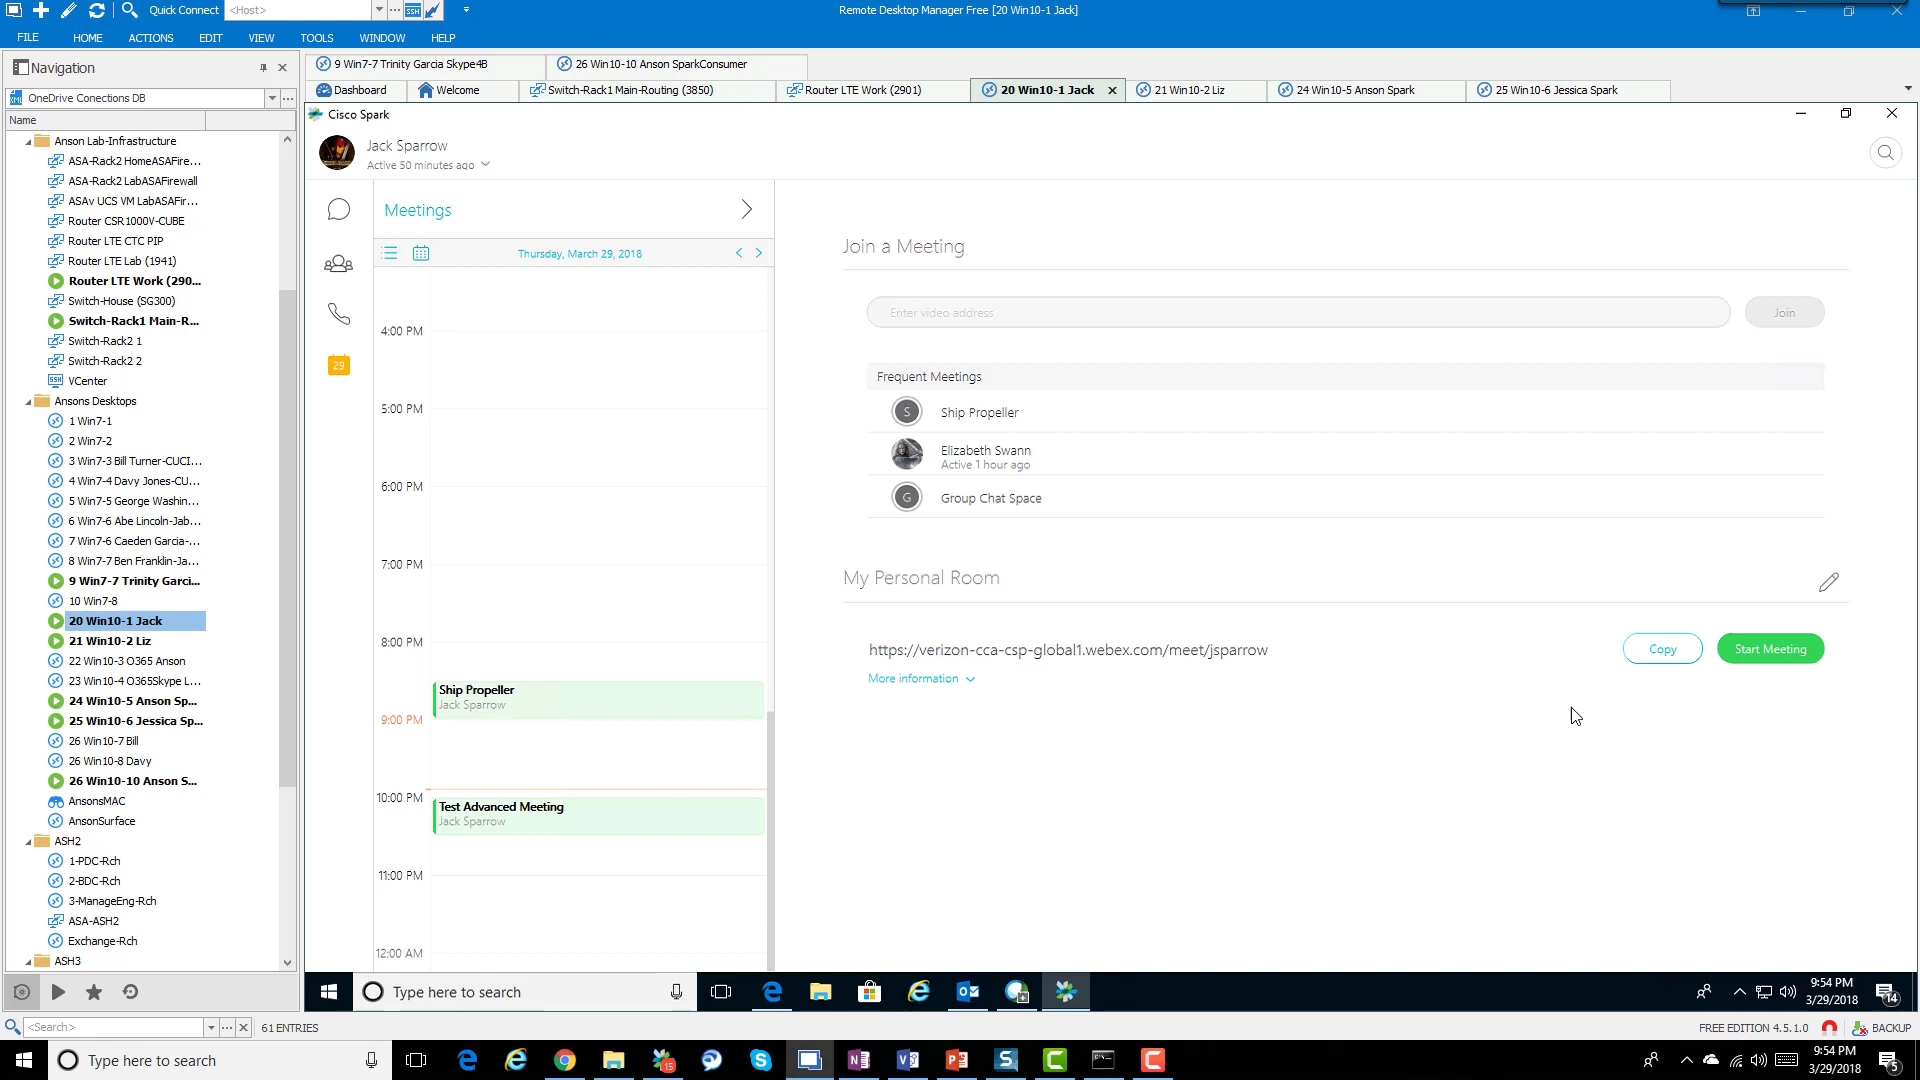 Quick Connect <Host> SSH Remote Desktop Manager Free [20 Win10-1 Jack]
FILE HOME ACTIONS EDIT VIEW TOOLS WINDOW HELP
Navigation
OneDrive Conections DB
Name
Anson Lab-Infrastructure
ASA-Rack2 HomeASAFire...
ASA-Rack2 LabASAFirewall
ASAv UCS VM LabASAFir...
Router CSR1000V-CUBE
Router LTE CTC PIP
Router LTE Lab (1941)
Router LTE Work (290...
Switch-House (SG300)
Switch-Rack1 Main-R...
Switch-Rack2 1
Switch-Rack2 2
SSH VCenter
Ansons Desktops
1 Win7-1
2 Win7-2
3 Win7-3 Bill Turner-CUCI...
4 Win7-4 Davy Jones-CU...
5 Win7-5 George Washin...
6 Win7-6 Abe Lincoln-Jab...
7 Win7-6 Caeden Garcia-...
8 Win7-7 Ben Franklin-Ja...
9 Win7-7 Trinity Garci...
10 Win7-8
20 Win10-1 Jack
21 Win10-2 Liz
22 Win10-3 O365 Anson
23 Win10-4 O365Skype L...
24 Win10-5 Anson Sp...
25 Win10-6 Jessica Sp...
26 Win10-7 Bill
26 Win10-8 Davy
26 Win10-10 Anson S...
AnsonsMAC
AnsonSurface
ASH2
1-PDC-Rch
2-BDC-Rch
3-ManageEng-Rch
ASA-ASH2
Exchange-Rch
ASH3
<Search>
61 ENTRIES
9 Win7-7 Trinity Garcia Skype4B
26 Win10-10 Anson SparkConsumer
Dashboard
Welcome
Switch-Rack1 Main-Routing (3850)
Router LTE Work (2901)
20 Win10-1 Jack
21 Win10-2 Liz
24 Win10-5 Anson Spark
25 Win10-6 Jessica Spark
Cisco Spark
Jack Sparrow
Active 50 minutes ago
29
Meetings
Thursday, March 29, 2018
4:00 PM
5:00 PM
6:00 PM
7:00 PM
8:00 PM
Ship Propeller
Jack Sparrow
9:00 PM
10:00 PM
Test Advanced Meeting
Jack Sparrow
11:00 PM
12:00 AM
Join a Meeting
Enter video address
Join
Frequent Meetings
S Ship Propeller
Elizabeth Swann
Active 1 hour ago
G Group Chat Space
My Personal Room
https://verizon-cca-csp-global1.webex.com/meet/jsparrow
Copy
Start Meeting
More information
Type here to search
9:54 PM
3/29/2018
14
FREE EDITION 4.5.1.0
BACKUP
Type here to search
15
9:54 PM
3/29/2018
5